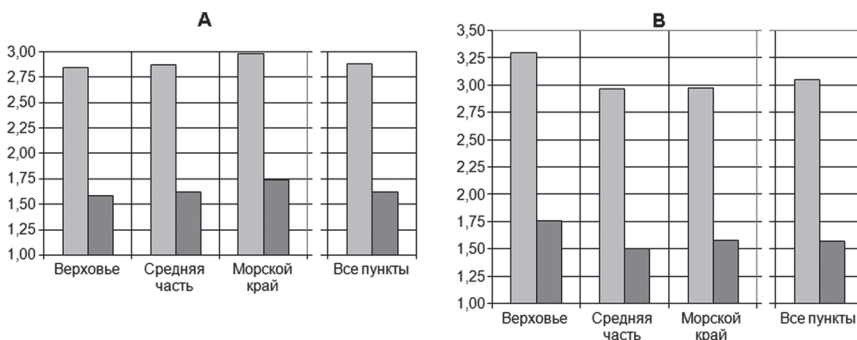 А
3,00
2,75
2,50
2,25
2,00
1,75
1,50
1,25
1,00
Верховье
Средняя
часть
Морской
край
Все пункты
В
3,50
3,25
3,00
2,75
2,50
2,25
2,00
1,75
1,50
1,25
1,00
Верховье
Средняя
часть
Морской
край
Все пункты